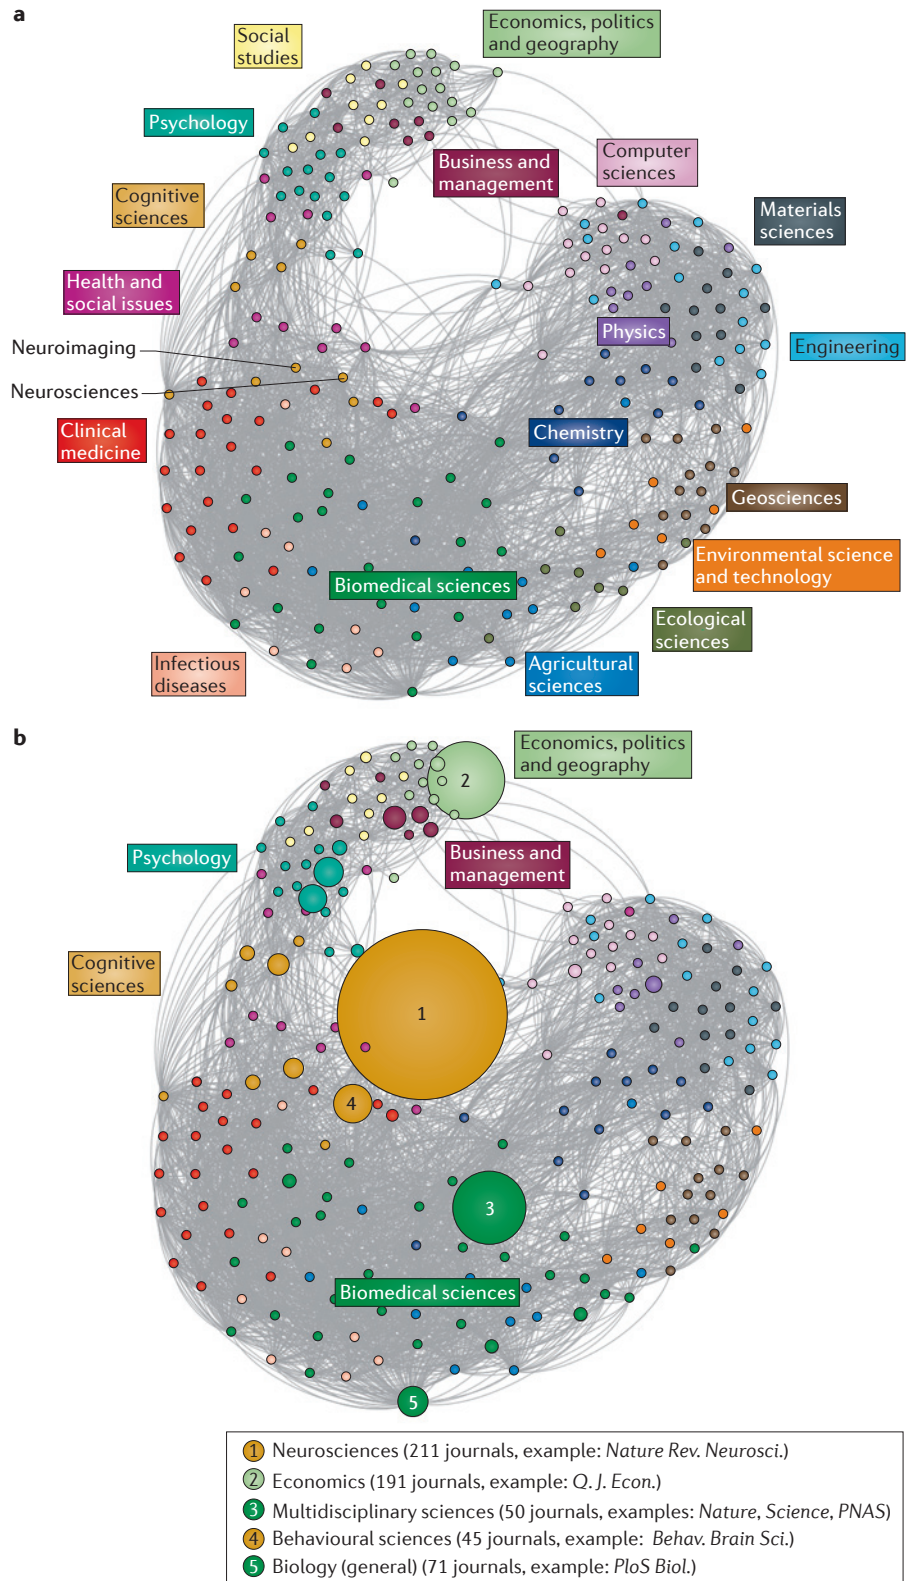 a
Social
studies
Economics, politics
and geography
Psychology
Business and
management
Computer
sciences
Cognitive
sciences
Materials
sciences
Health and
social issues
Neuroimaging
Physics
Engineering
Neurosciences
Clinical
medicine
Chemistry
Geosciences
Environmental science
and technology
Biomedical sciences
Ecological
sciences
Infectious
diseases
Agricultural
sciences
b
Economics, politics
and geography
2
Psychology
Business and
management
Cognitive
sciences
1
4
3
Biomedical sciences
5
1 Neurosciences (211 journals, example: Nature Rev. Neurosci.)
2 Economics (191 journals, example: Q. J. Econ.)
3 Multidisciplinary sciences (50 journals, examples: Nature, Science, PNAS)
4 Behavioural sciences (45 journals, example: Behav. Brain Sci.)
5 Biology (general) (71 journals, example: PloS Biol.)